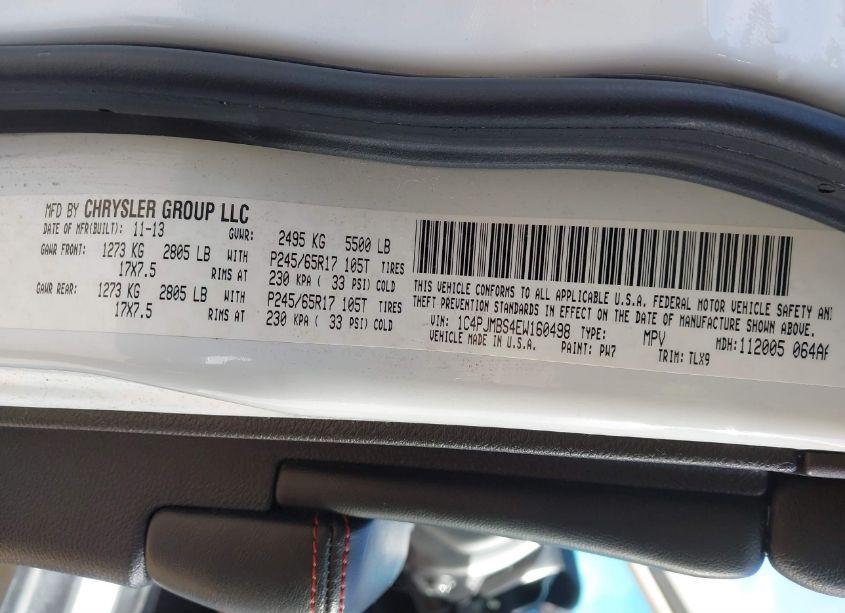 MFD BY CHRYSLER GROUP LLC
DATE OF MFR(BUILT): 11-13 GVWR: 2495 KG 5500 LB
GAWR FRONT: 1273 KG 2805 LB WITH P245/65R17 105T TIRES
17X7.5 RIMS AT 230 KPA ( 33 PSI) COLD
GAWR REAR: 1273 KG 2805 LB WITH P245/65R17 105T TIRES
17X7.5 RIMS AT 230 KPA ( 33 PSI) COLD
THIS VEHICLE CONFORMS TO ALL APPLICABLE U.S.A. FEDERAL MOTOR VEHICLE SAFETY AND
THEFT PREVENTION STANDARDS IN EFFECT ON THE DATE OF MANUFACTURE SHOWN ABOVE.
VIN: 1C4PJMBS4EW160498 TYPE: MPV MDH:112005 064AA
VEHICLE MADE IN U.S.A. PAINT: PW7 TRIM: TLX9